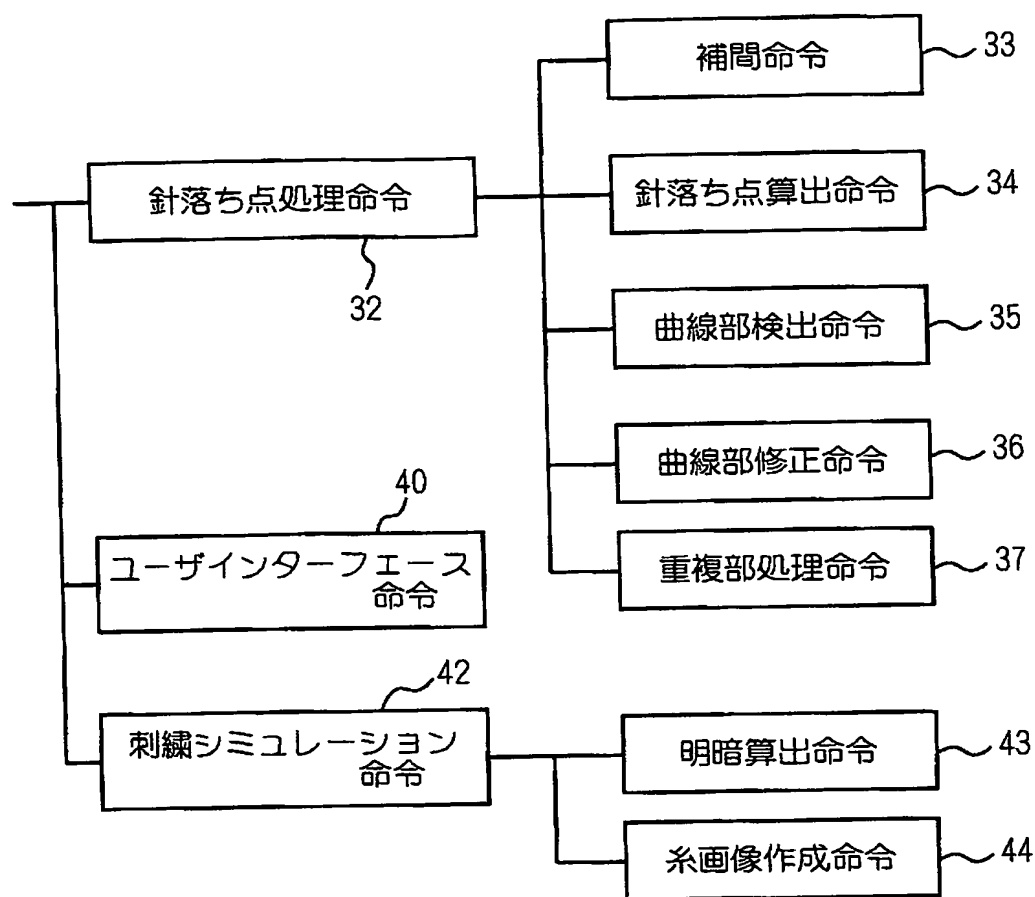 補間命令
33
針落ち点処理命令
32
針落ち点算出命令
34
曲線部検出命令
35
曲線部修正命令
36
重複部処理命令
37
40
ユーザインターフェース
命令
42
刺繍シミュレーション
命令
明暗算出命令
43
糸画像作成命令
44